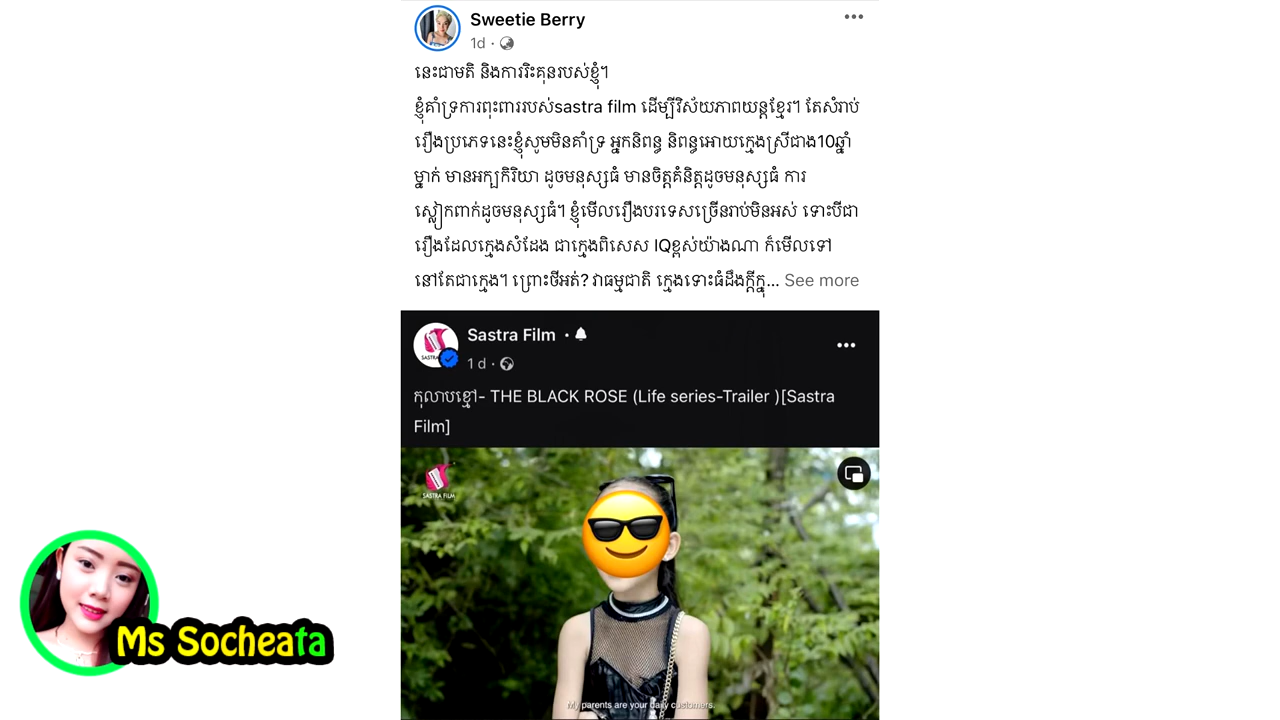 Sweetie Berry
1d ·
នេះជាមតិ និងការរិះគុនរបស់ខ្ញុំ។
ខ្ញុំគាំទ្រការពុះពាររបស់sastra film ដើម្បីវិស័យភាពយន្តខ្មែរ។ តែសំរាប់
រឿងប្រភេទនេះខ្ញុំសូមមិនគាំទ្រ អ្នកនិពន្ធ និពន្ធអោយក្មេងស្រីជាង10ឆ្នាំ
ម្នាក់ មានអក្បកិរិយា ដូចមនុស្សធំ មានចិត្តគំនិត្តដូចមនុស្សធំ ការ
ស្លៀកពាក់ដូចមនុស្សធំ។ ខ្ញុំមើលរឿងបរទេសច្រើនរាប់មិនអស់ ទោះបីជា
រឿងដែលក្មេងសំដែង ជាក្មេងពិសេស IQខ្ពស់យ៉ាងណា ក៏មើលទៅ
នៅតែជាក្មេង។ ព្រោះថីអត់? វាធម្មជាតិ ក្មេងទោះធំដឹងក្តីក្នុ... See more
Sastra Film ·
1 d ·
កុលាបខ្មៅ- THE BLACK ROSE (Life series-Trailer )[Sastra
Film]
SASTRA FILM
My parents are your daily customers.
Ms Socheata